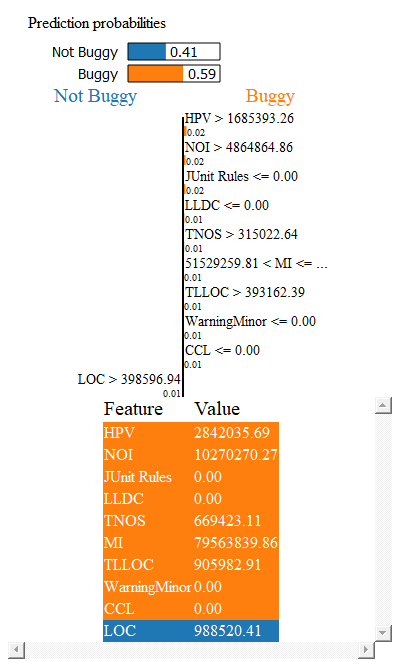 Prediction probabilities
Not Buggy 0.41
Buggy 0.59
Not Buggy Buggy
HPV > 1685393.26
0.02
NOI > 4864864.86
0.02
JUnit Rules <= 0.00
0.02
LLDC <= 0.00
0.01
TNOS > 315022.64
0.01
51529259.81 < MI <= ...
0.01
TLLOC > 393162.39
0.01
WarningMinor <= 0.00
0.01
CCL <= 0.00
0.01
LOC > 398596.94
0.01
Feature Value
HPV 2842035.69
NOI 10270270.27
JUnit Rules 0.00
LLDC 0.00
TNOS 669423.11
MI 79563839.86
TLLOC 905982.91
WarningMinor 0.00
CCL 0.00
LOC 988520.41